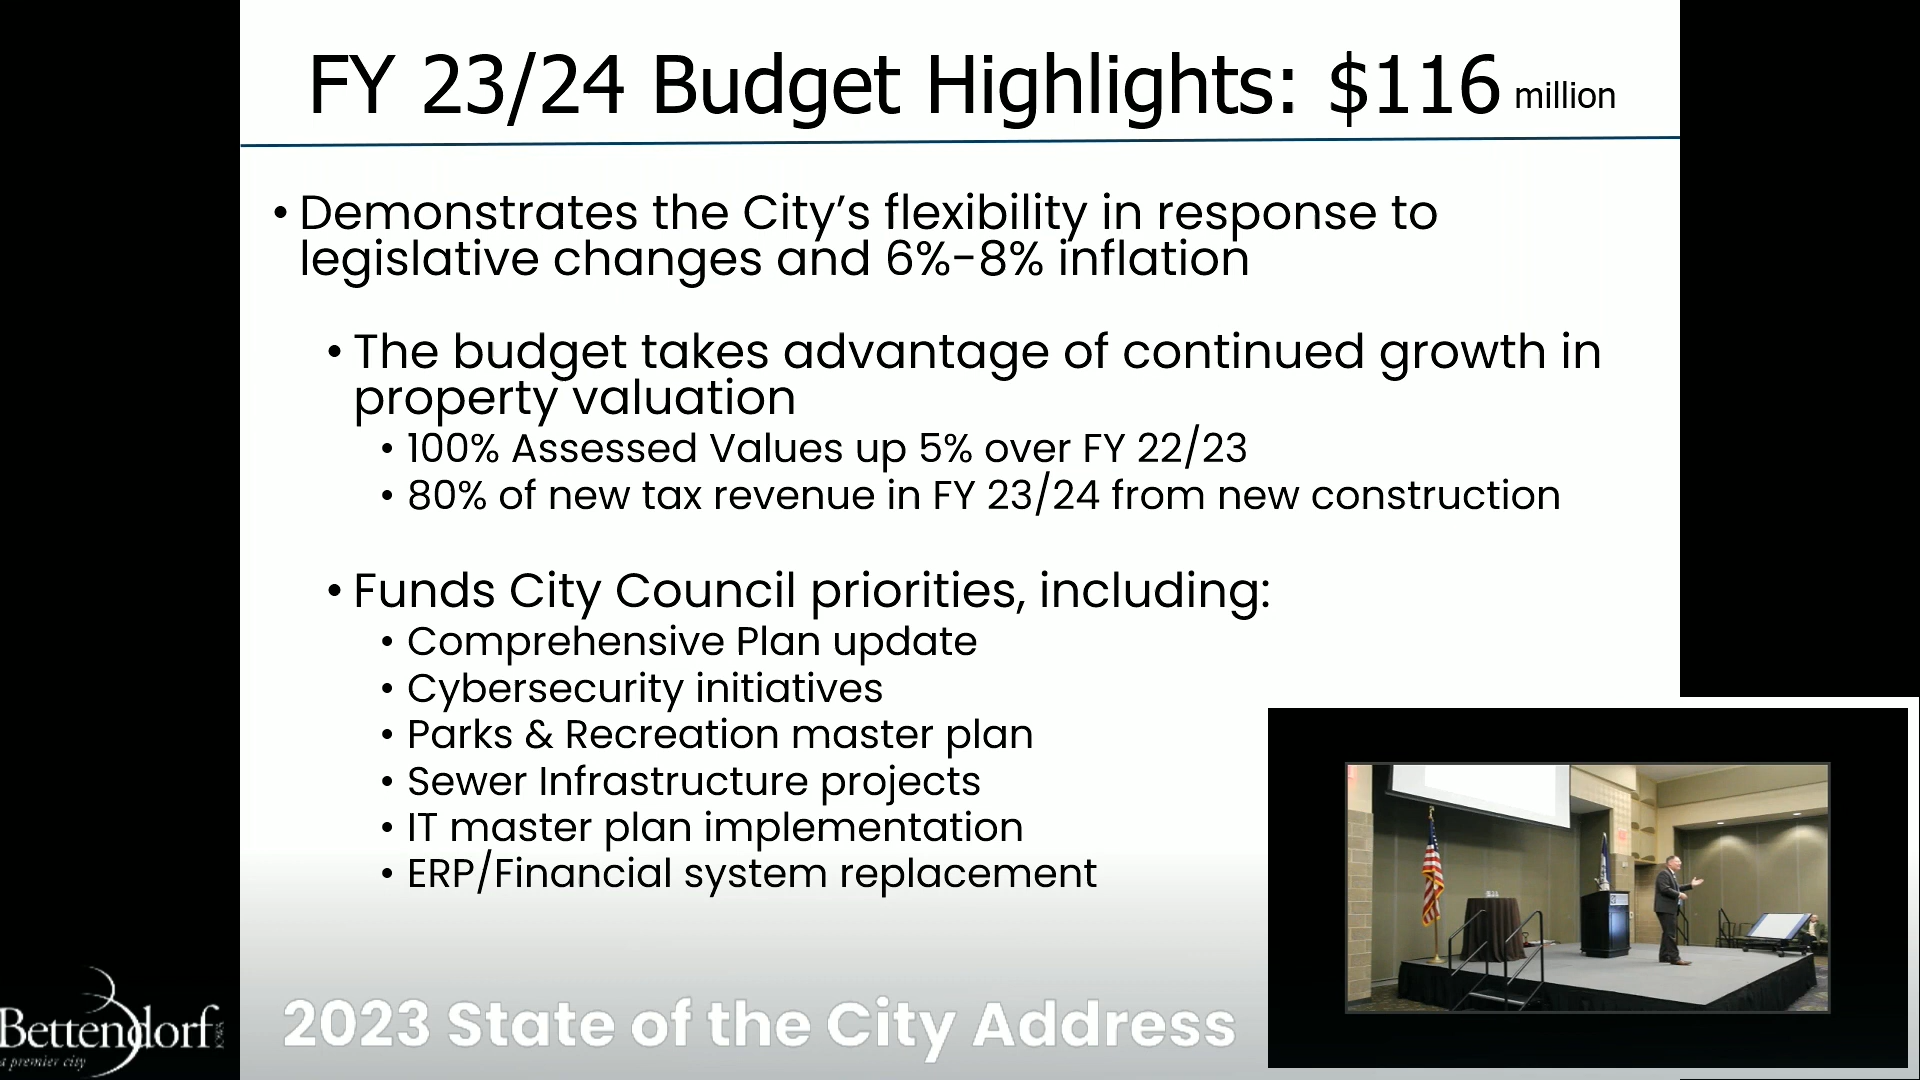 FY 23/24 Budget Highlights: $116 million
• Demonstrates the City's flexibility in response to
legislative changes and 6%-8% inflation
• The budget takes advantage of continued growth in
property valuation
• 100% Assessed Values up 5% over FY 22/23
• 80% of new tax revenue in FY 23/24 from new construction
• Funds City Council priorities, including:
• Comprehensive Plan update
• Cybersecurity initiatives
• Parks & Recreation master plan
• Sewer Infrastructure projects
• IT master plan implementation
• ERP/Financial system replacement
Bettendorf
a premier city
2023 State of the City Address